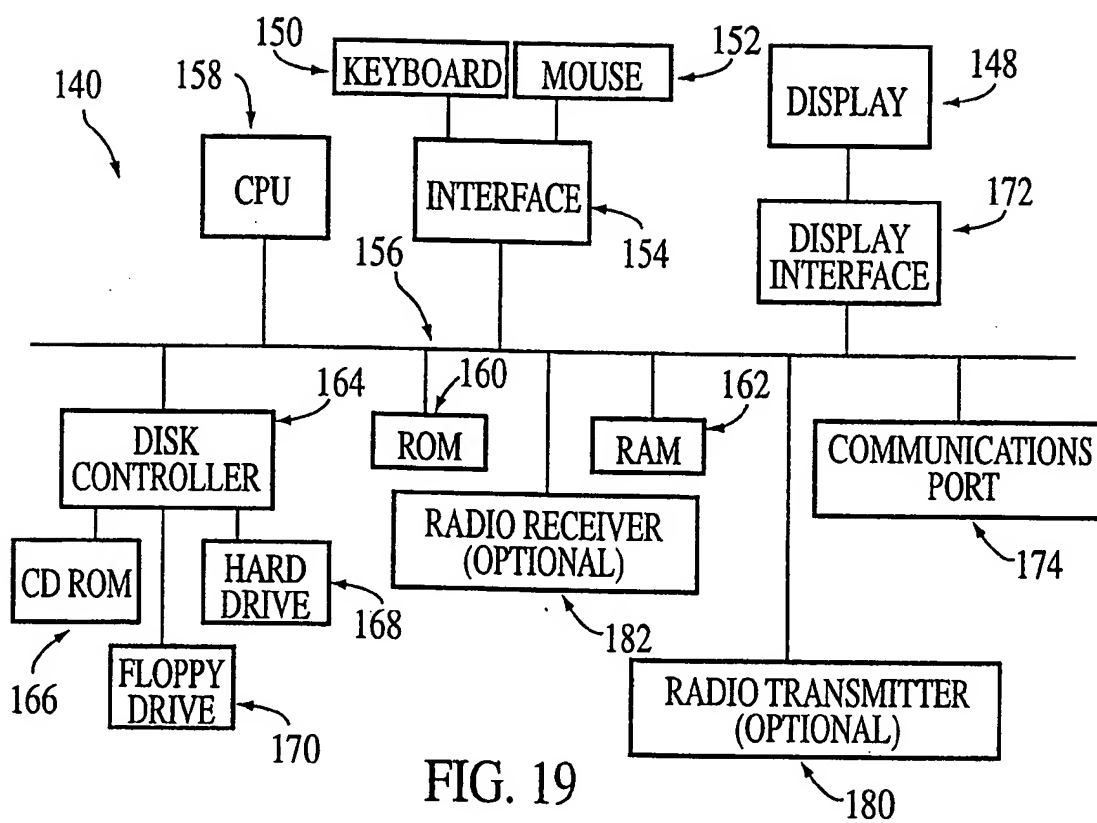 150
KEYBOARD
MOUSE
152
158
140
CPU
INTERFACE
154
DISPLAY
148
172
DISPLAY
INTERFACE
156
164
DISK
CONTROLLER
160
ROM
162
RAM
COMMUNICATIONS
PORT
174
CD ROM
166
HARD
DRIVE
168
FLOPPY
DRIVE
170
RADIO RECEIVER
(OPTIONAL)
182
RADIO TRANSMITTER
(OPTIONAL)
180
FIG. 19